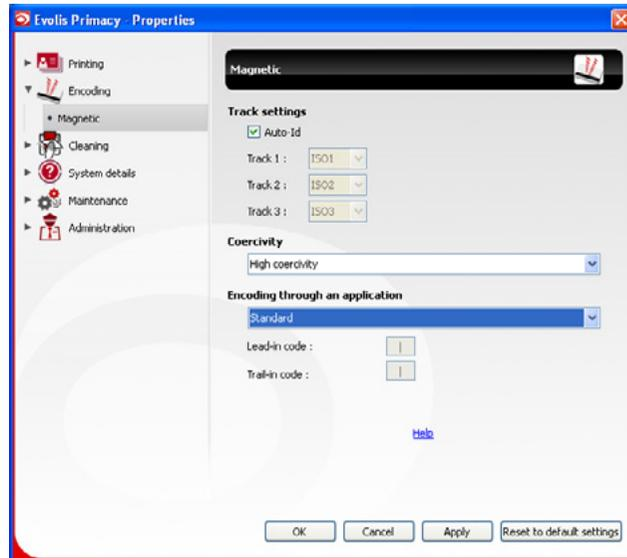 Evolis Primacy - Properties
Printing
Encoding
Magnetic
Cleaning
System details
Maintenance
Administration
Magnetic
Track settings
Auto-Id
Track 1 : ISO1
Track 2 : ISO2
Track 3 : ISO3
Coercivity
High coercivity
Encoding through an application
Standard
Lead-in code : |
Trail-in code : |
Help
OK Cancel Apply Reset to default settings